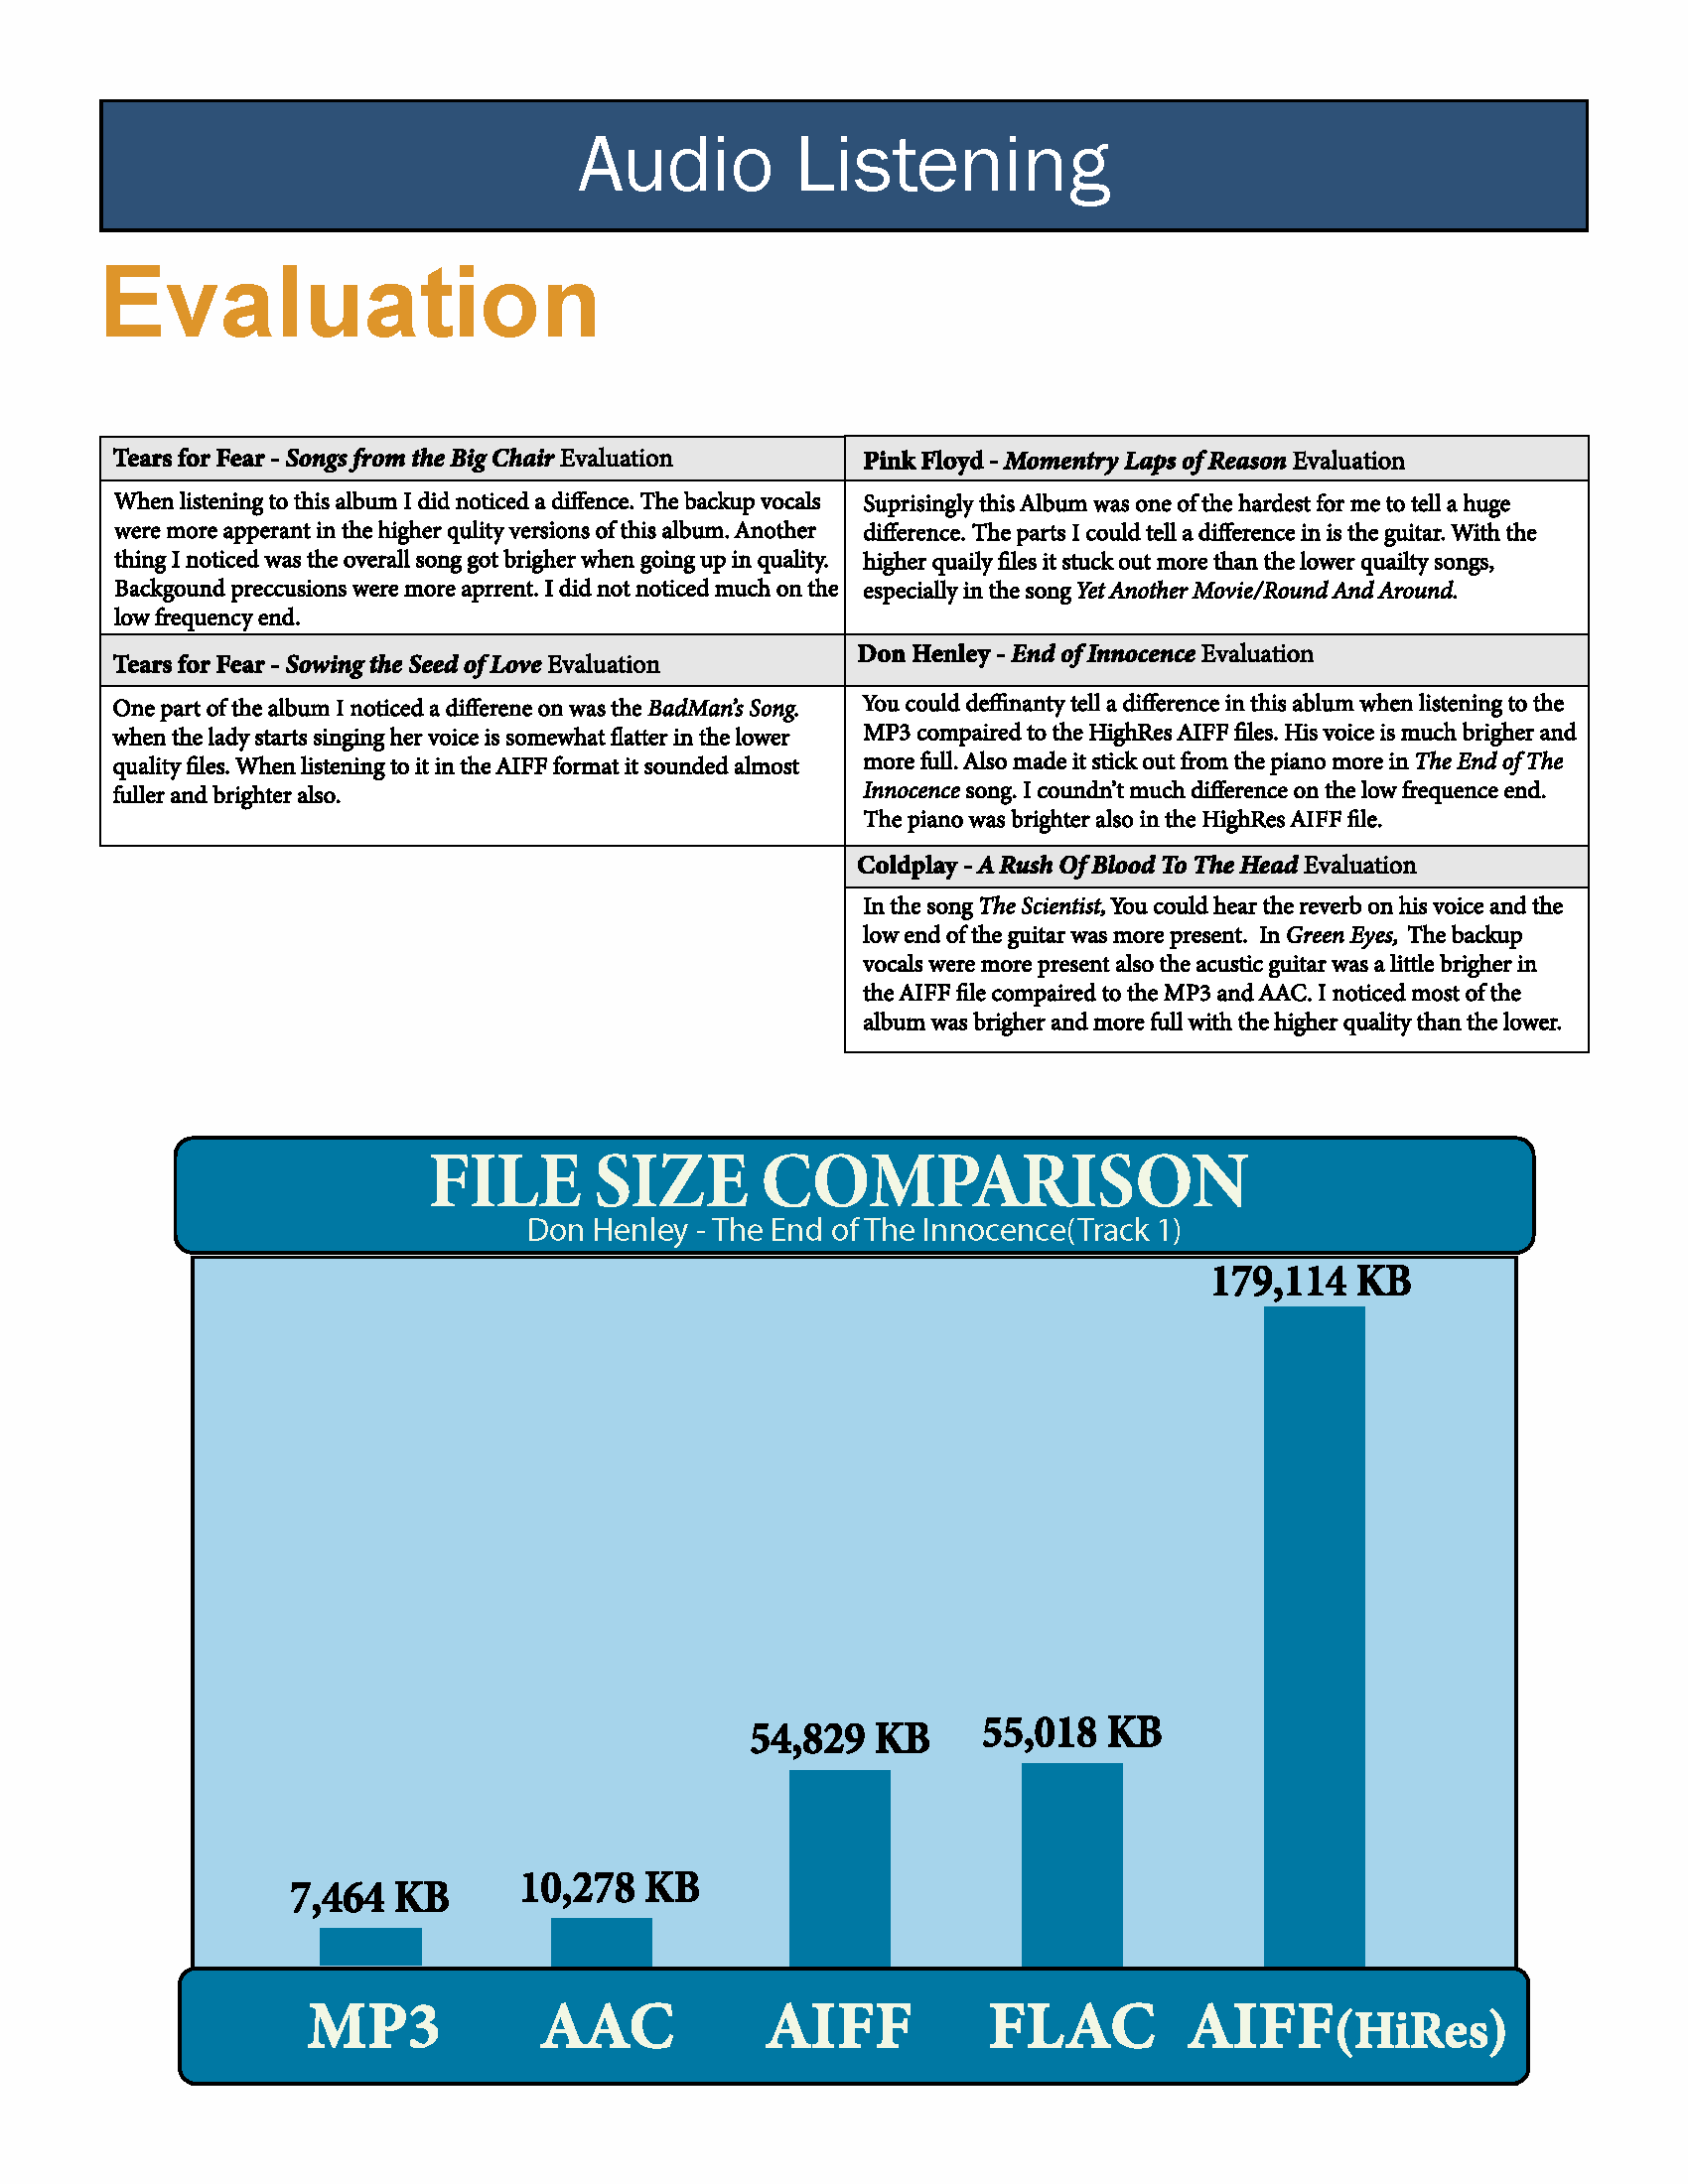 Audio Listening
Evaluation
Tears for Fear - Songs from the Big Chair Evaluation
When listening to this album I did noticed a diffence. The backup vocals
were more apperant in the higher qulity versions of this album. Another
thing I noticed was the overall song got brigher when going up in quality.
Backgound preccusions were more aprrent. I did not noticed much on the
low frequency end.
Tears for Fear - Sowing the Seed of Love Evaluation
One part of the album I noticed a differene on was the BadMan's Song.
when the lady starts singing her voice is somewhat flatter in the lower
quality files. When listening to it in the AIFF format it sounded almost
fuller and brighter also.
Pink Floyd - Momentry Laps of Reason Evaluation
Suprisingly this Album was one of the hardest for me to tell a huge
difference. The parts I could tell a difference in is the guitar. With the
higher quaily files it stuck out more than the lower quailty songs,
especially in the song Yet Another Movie/Round And Around.
Don Henley - End of Innocence Evaluation
You could deffinanty tell a difference in this ablum when listening to the
MP3 compaired to the HighRes AIFF files. His voice is much brigher and
more full. Also made it stick out from the piano more in The End of The
Innocence song. I coundn't much difference on the low frequence end.
The piano was brighter also in the HighRes AIFF file.
Coldplay - A Rush Of Blood To The Head Evaluation
In the song The Scientist, You could hear the reverb on his voice and the
low end of the guitar was more present. In Green Eyes, The backup
vocals were more present also the acustic guitar was a little brigher in
the AIFF file compaired to the MP3 and AAC. I noticed most of the
album was brigher and more full with the higher quality than the lower.
FILE SIZE COMPARISON
Don Henley - The End of The Innocence(Track 1)
179,114 KB
54,829 KB
55,018 KB
7,464 KB
10,278 KB
MP3 AAC AIFF FLAC AIFF(HiRes)